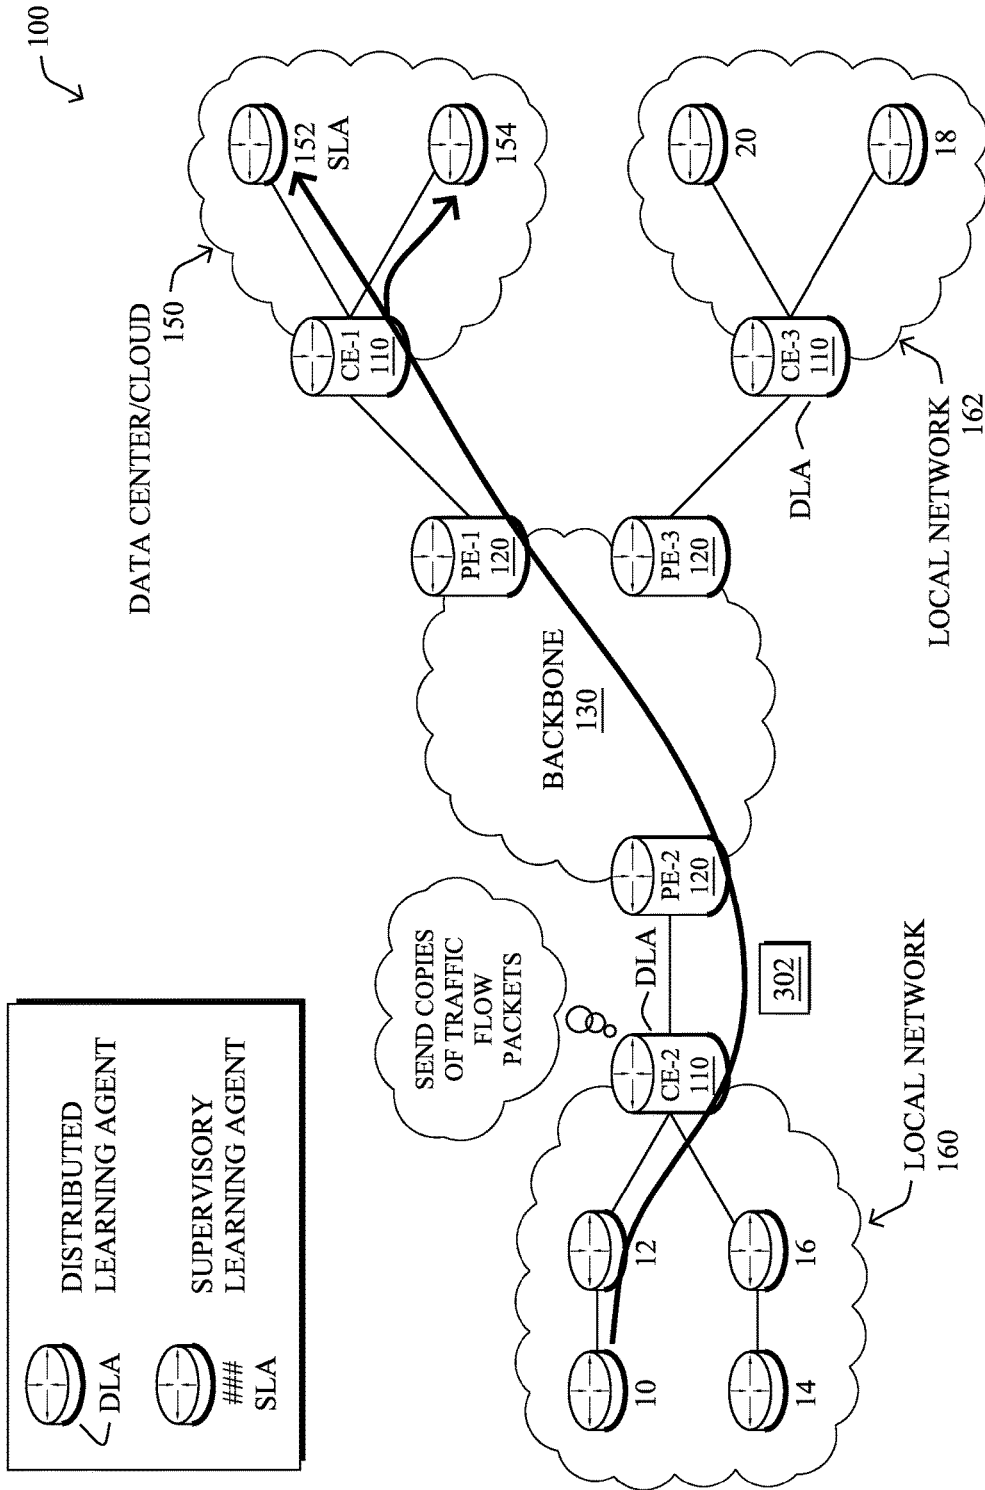 100
DISTRIBUTED
LEARNING AGENT
DLA
SUPERVISORY
LEARNING AGENT
###
SLA
DATA CENTER/CLOUD
150
152
SLA
154
CE-1
110
PE-1
120
BACKBONE
130
SEND COPIES
OF TRAFFIC
FLOW
PACKETS
DLA
CE-2
110
PE-2
120
PE-3
120
DLA
CE-3
110
20
18
10
12
14
16
302
LOCAL NETWORK
160
LOCAL NETWORK
162